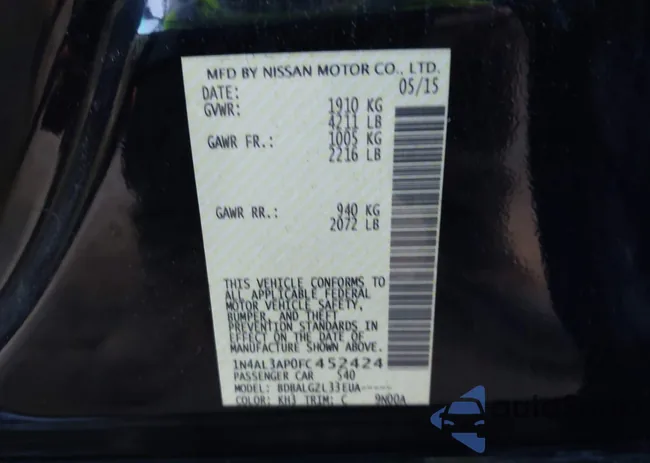 MFD BY NISSAN MOTOR CO., LTD.
DATE: 05/15
GVWR: 1910 KG
4211 LB
GAWR FR.: 1005 KG
2216 LB
GAWR RR.: 940 KG
2072 LB
THIS VEHICLE CONFORMS TO
ALL APPLICABLE FEDERAL
MOTOR VEHICLE SAFETY,
BUMPER, AND THEFT
PREVENTION STANDARDS IN
EFFECT ON THE DATE OF
MANUFACTURE SHOWN ABOVE.
1N4AL3AP0FC452424
PASSENGER CAR S40
MODEL: BDBALG2L33EUA-----
COLOR: KH3 TRIM: C 9N00A